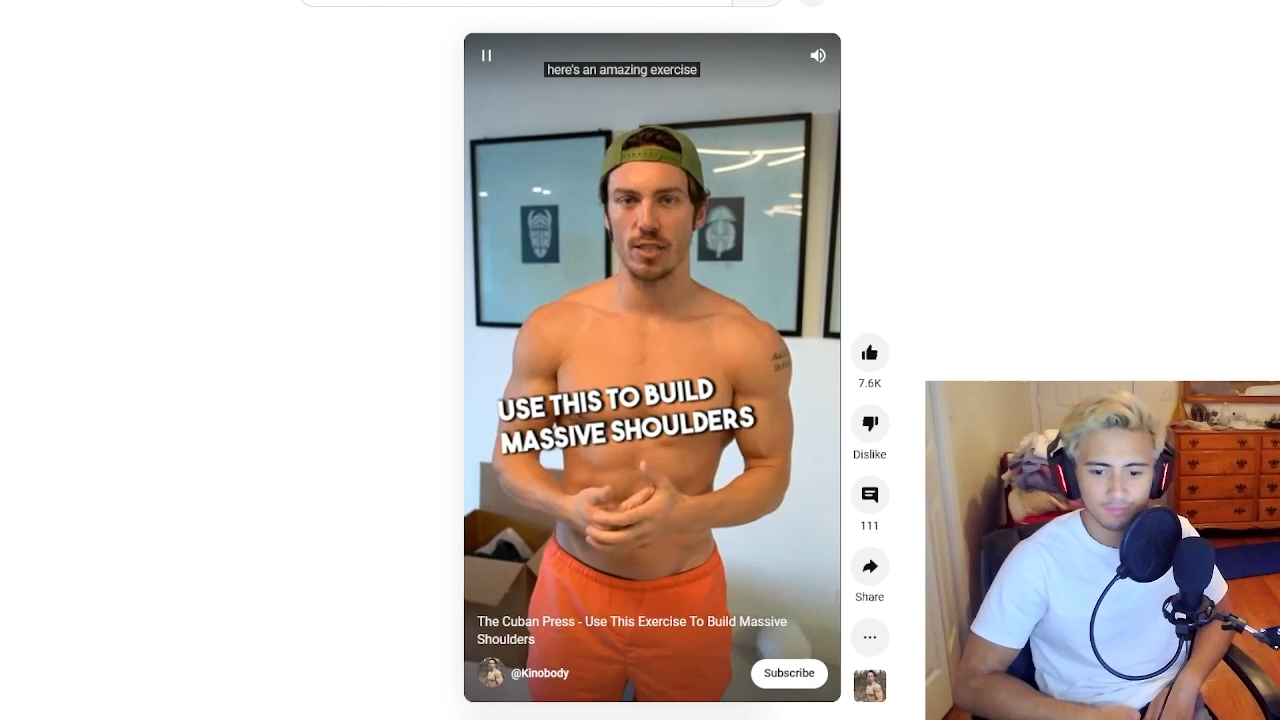 here's an amazing exercise
USE THIS TO BUILD
MASSIVE SHOULDERS
7.6K
Dislike
111
Share
The Cuban Press - Use This Exercise To Build Massive
Shoulders
@Kinobody
Subscribe